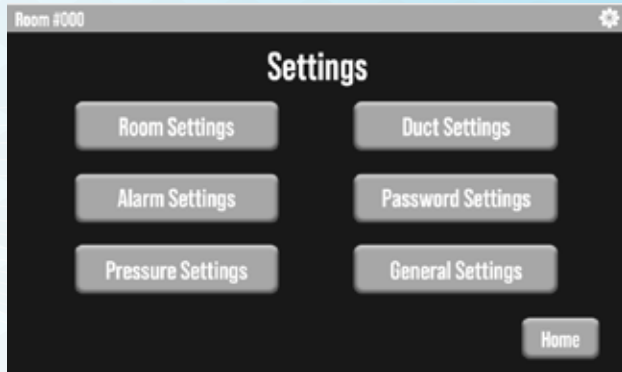 Room #000
Settings
Room Settings
Duct Settings
Alarm Settings
Password Settings
Pressure Settings
General Settings
Home